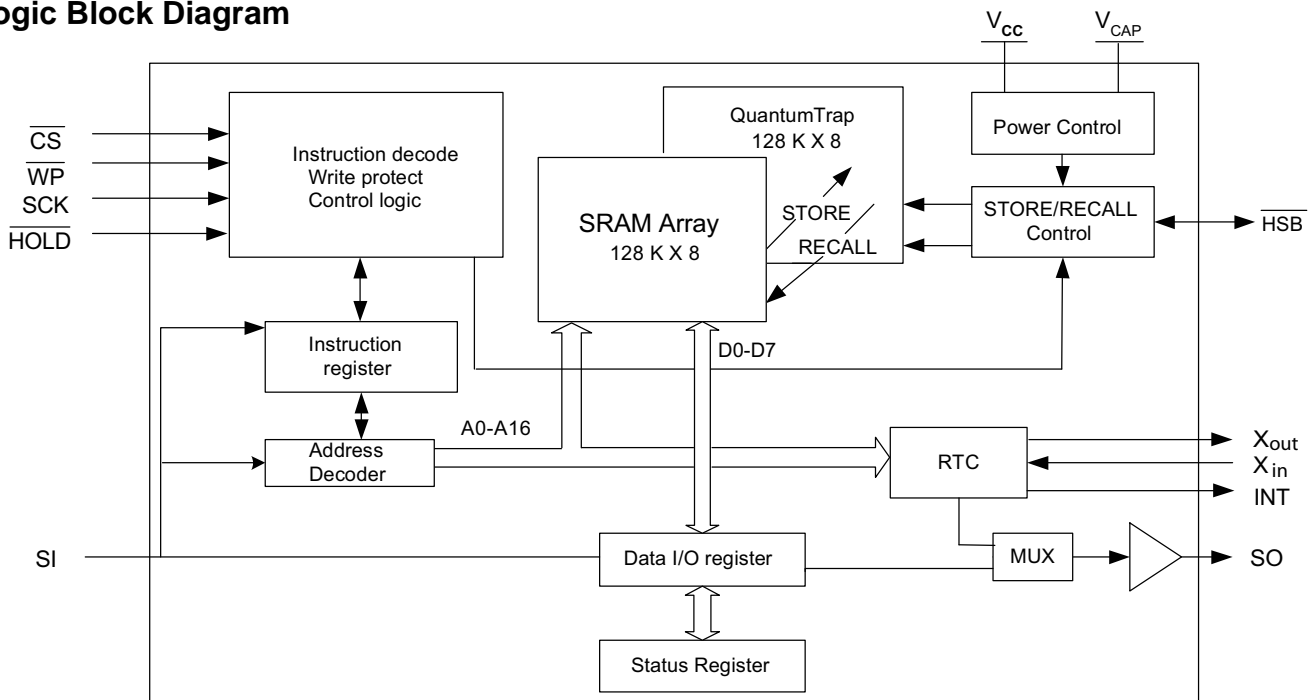 ogic Block Diagram
VCC
VCAP
CS
WP
SCK
HOLD
Instruction decode
Write protect
Control logic
QuantumTrap
128 K X 8
SRAM Array
128 K X 8
STORE
RECALL
Power Control
STORE/RECALL
Control
HSB
Instruction
register
D0-D7
A0-A16
Address
Decoder
RTC
Xout
Xin
INT
SI
Data I/O register
MUX
SO
Status Register